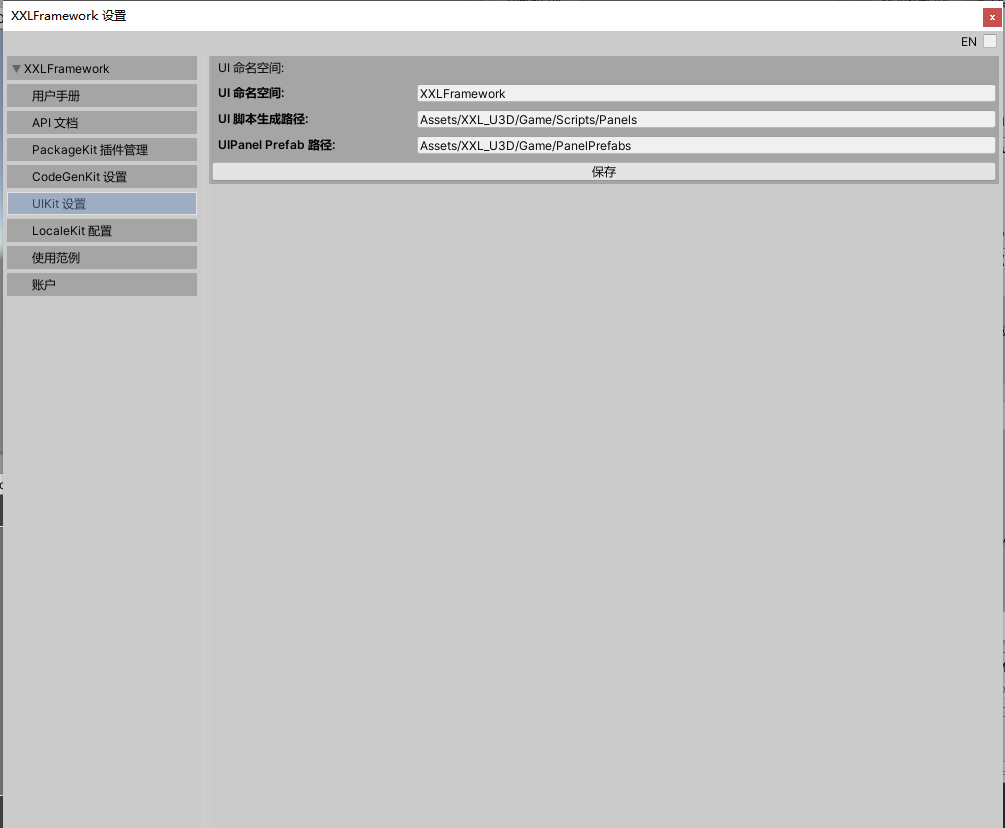 XXLFramework 设置
x
EN
XXLFramework
用户手册
API 文档
PackageKit 插件管理
CodeGenKit 设置
UIKit 设置
LocaleKit 配置
使用范例
账户
UI 命名空间:
UI 命名空间: XXLFramework
UI 脚本生成路径: Assets/XXL_U3D/Game/Scripts/Panels
UIPanel Prefab 路径: Assets/XXL_U3D/Game/PanelPrefabs
保存